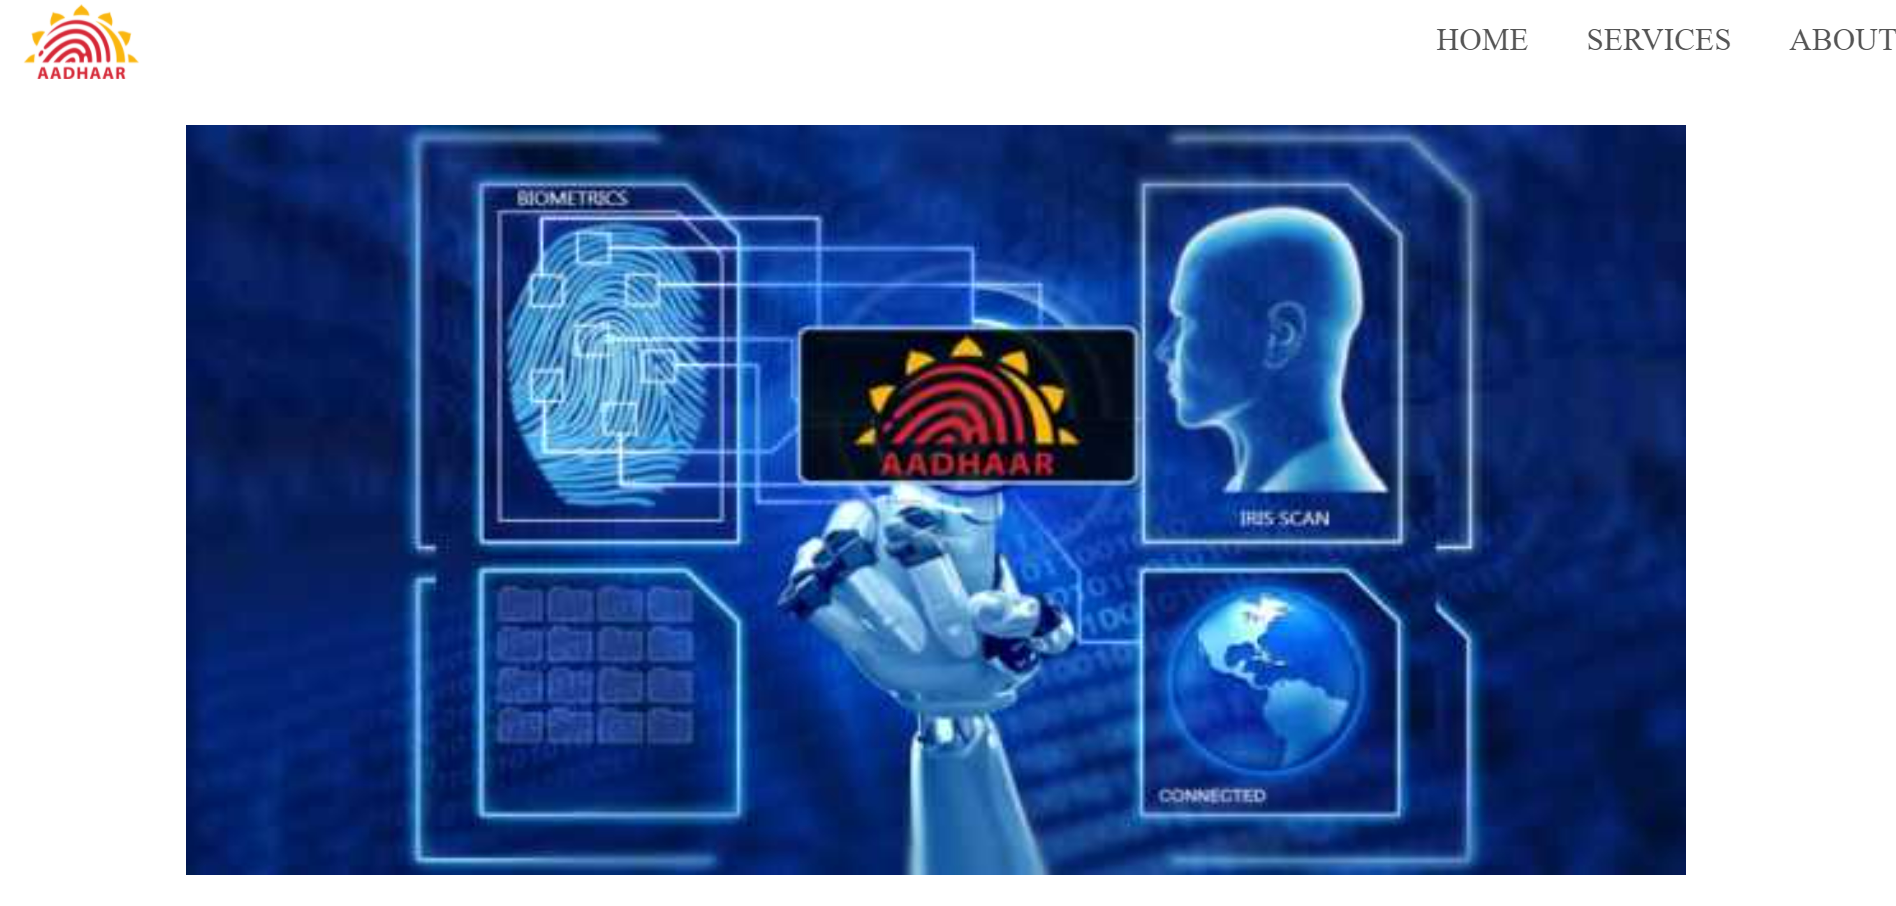 AADHAAR
HOME
SERVICES
ABOUT
BIOMETRICS
AADHAAR
IRIS SCAN
CONNECTED